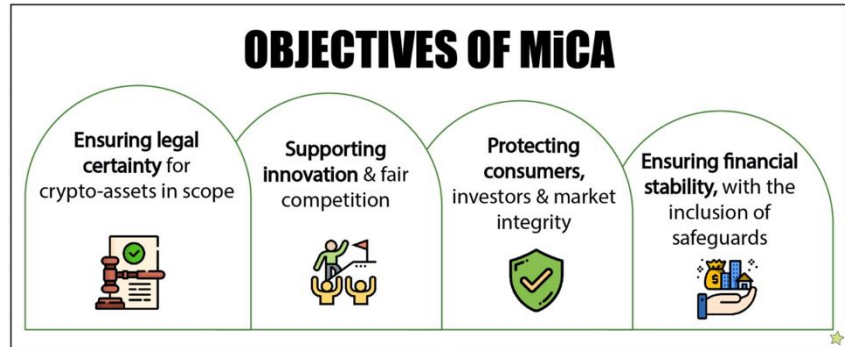 OBJECTIVES OF MiCA
Ensuring legal
certainty for
crypto-assets in scope
Supporting
innovation & fair
competition
Protecting
consumers,
investors & market
integrity
Ensuring financial
stability, with the
inclusion of
safeguards
$